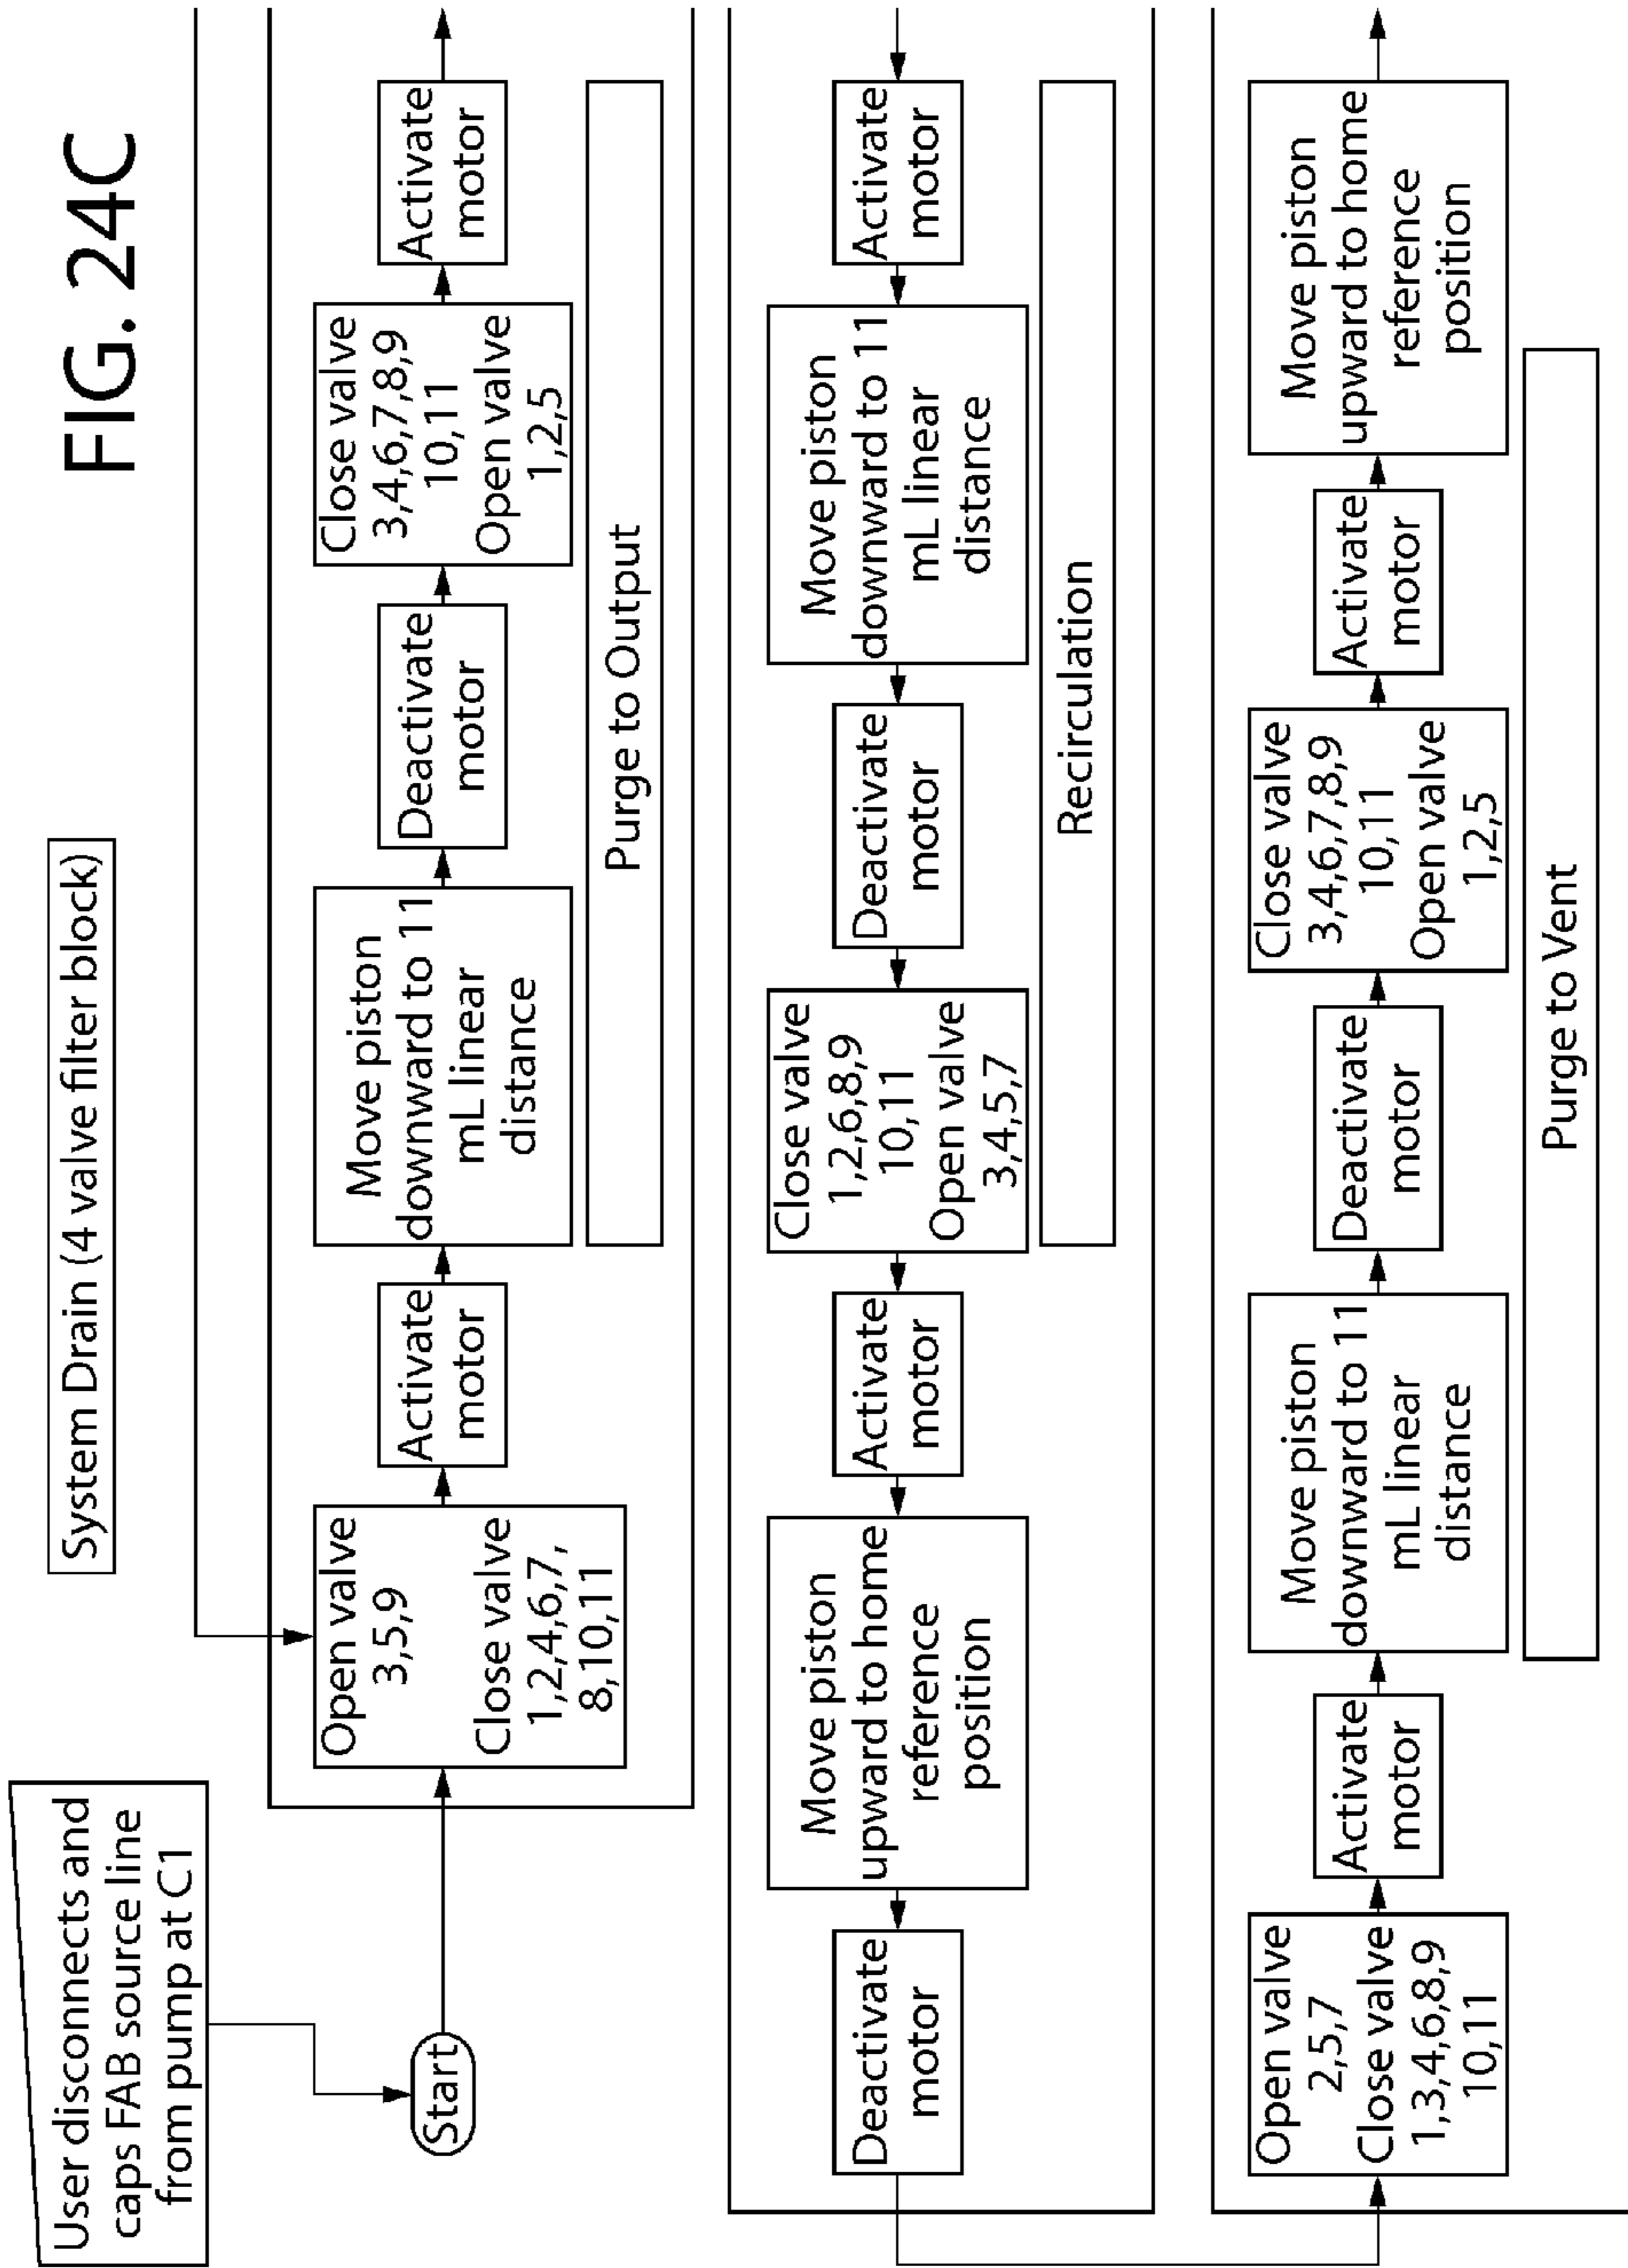 FIG. 24C
System Drain (4 valve filter block)
User disconnects and
caps FAB source line
from pump at C1
Start
Open valve
3,5,9
Close valve
1,2,4,6,7,
8,10,11
Activate
motor
Move piston
downward to 11
mL linear
distance
Deactivate
motor
Close valve
3,4,6,7,8,9
10,11
Open valve
1,2,5
Activate
motor
Purge to Output
Activate
motor
Move piston
downward to 11
mL linear
distance
Deactivate
motor
Close valve
1,2,6,8,9
10,11
Open valve
3,4,5,7
Activate
motor
Move piston
upward to home
reference
position
Deactivate
motor
Recirculation
Open valve
2,5,7
Close valve
1,3,4,6,8,9
10,11
Activate
motor
Move piston
downward to 11
mL linear
distance
Deactivate
motor
Close valve
3,4,6,7,8,9
10,11
Open valve
1,2,5
Activate
motor
Move piston
upward to home
reference
position
Purge to Vent